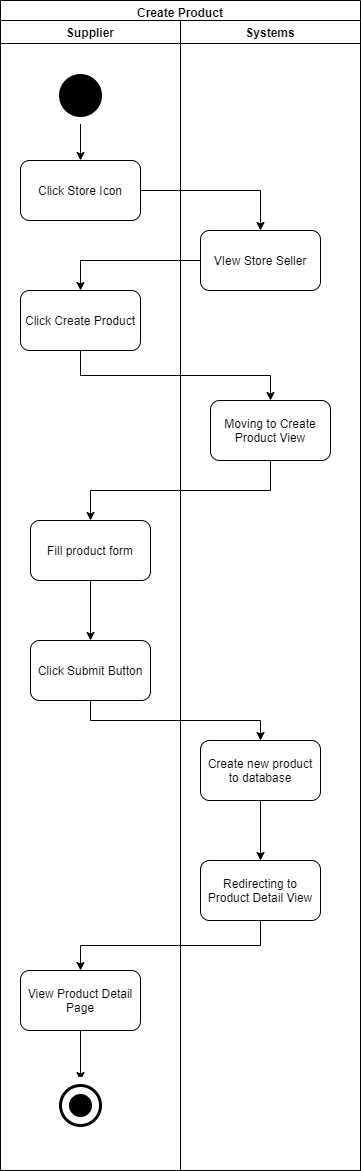 Create Product
Supplier
Systems
Click Store Icon
VIew Store Seller
Click Create Product
Moving to Create
Product View
Fill product form
Click Submit Button
Create new product
to database
Redirecting to
Product Detail View
View Product Detail
Page